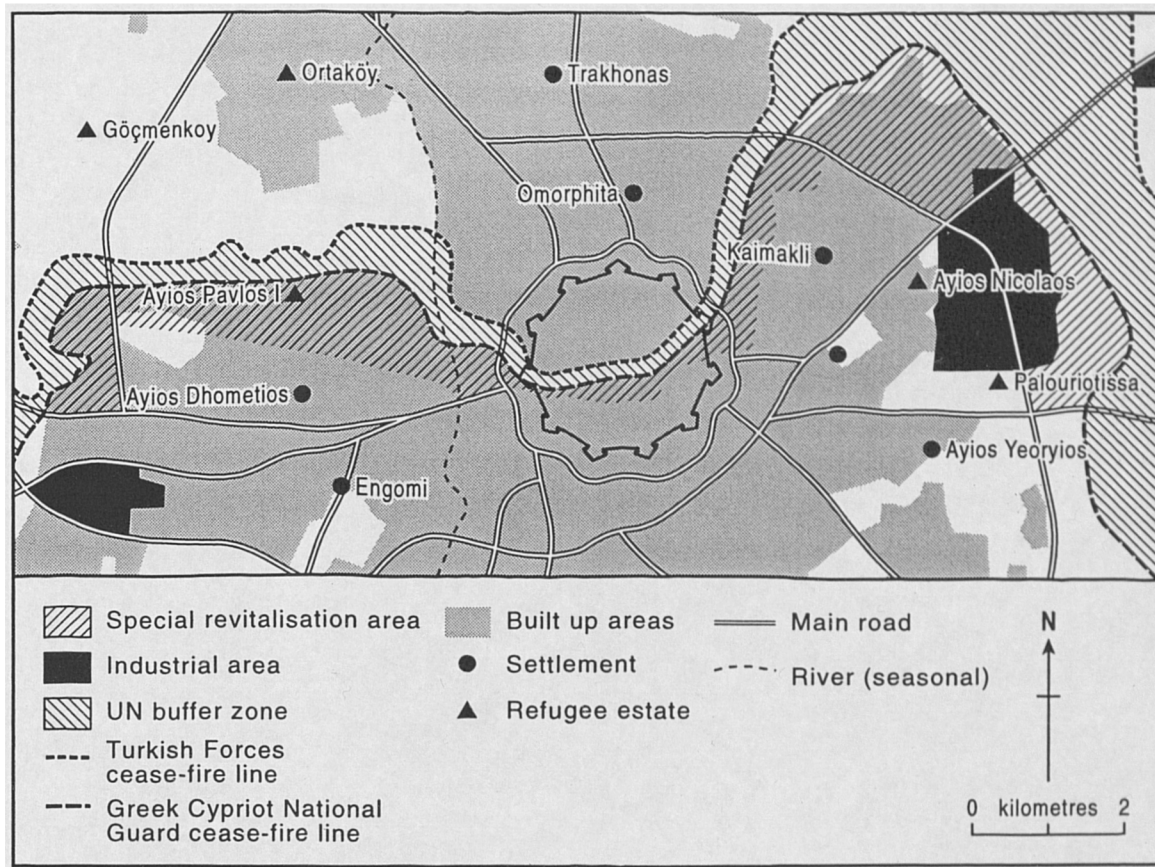 Ortaköy
Trakhonas
Göçmenkoy
Omorphita
Kaimakli
Ayios Pavlos I
Ayios Nicolaos
Ayios Dhometios
Palouriotissa
Ayios Yeoryios
Engomi
Special revitalisation area
Industrial area
UN buffer zone
Turkish Forces
cease-fire line
Greek Cypriot National
Guard cease-fire line
Built up areas
Settlement
Refugee estate
Main road
River (seasonal)
N
0 kilometres 2